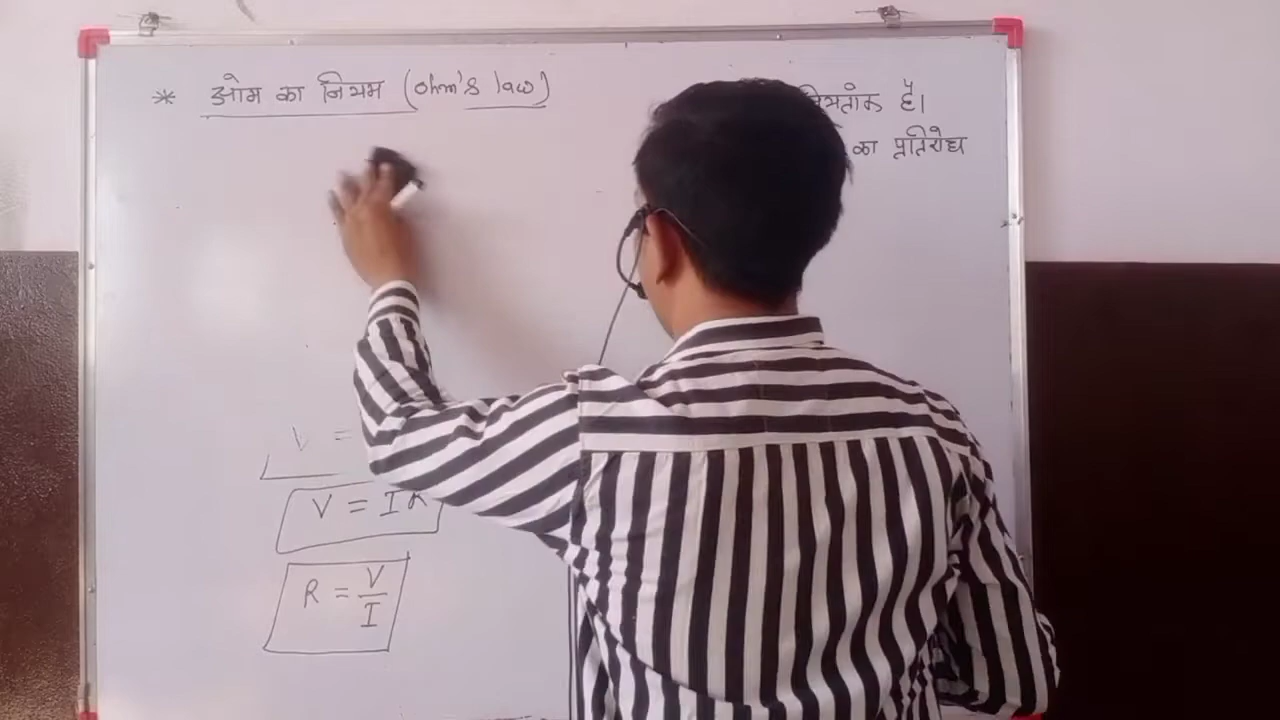 * ओम का नियम (ohm's law)
नियतांक है।
का प्रतिरोध
V =
V = IR
R = V/I